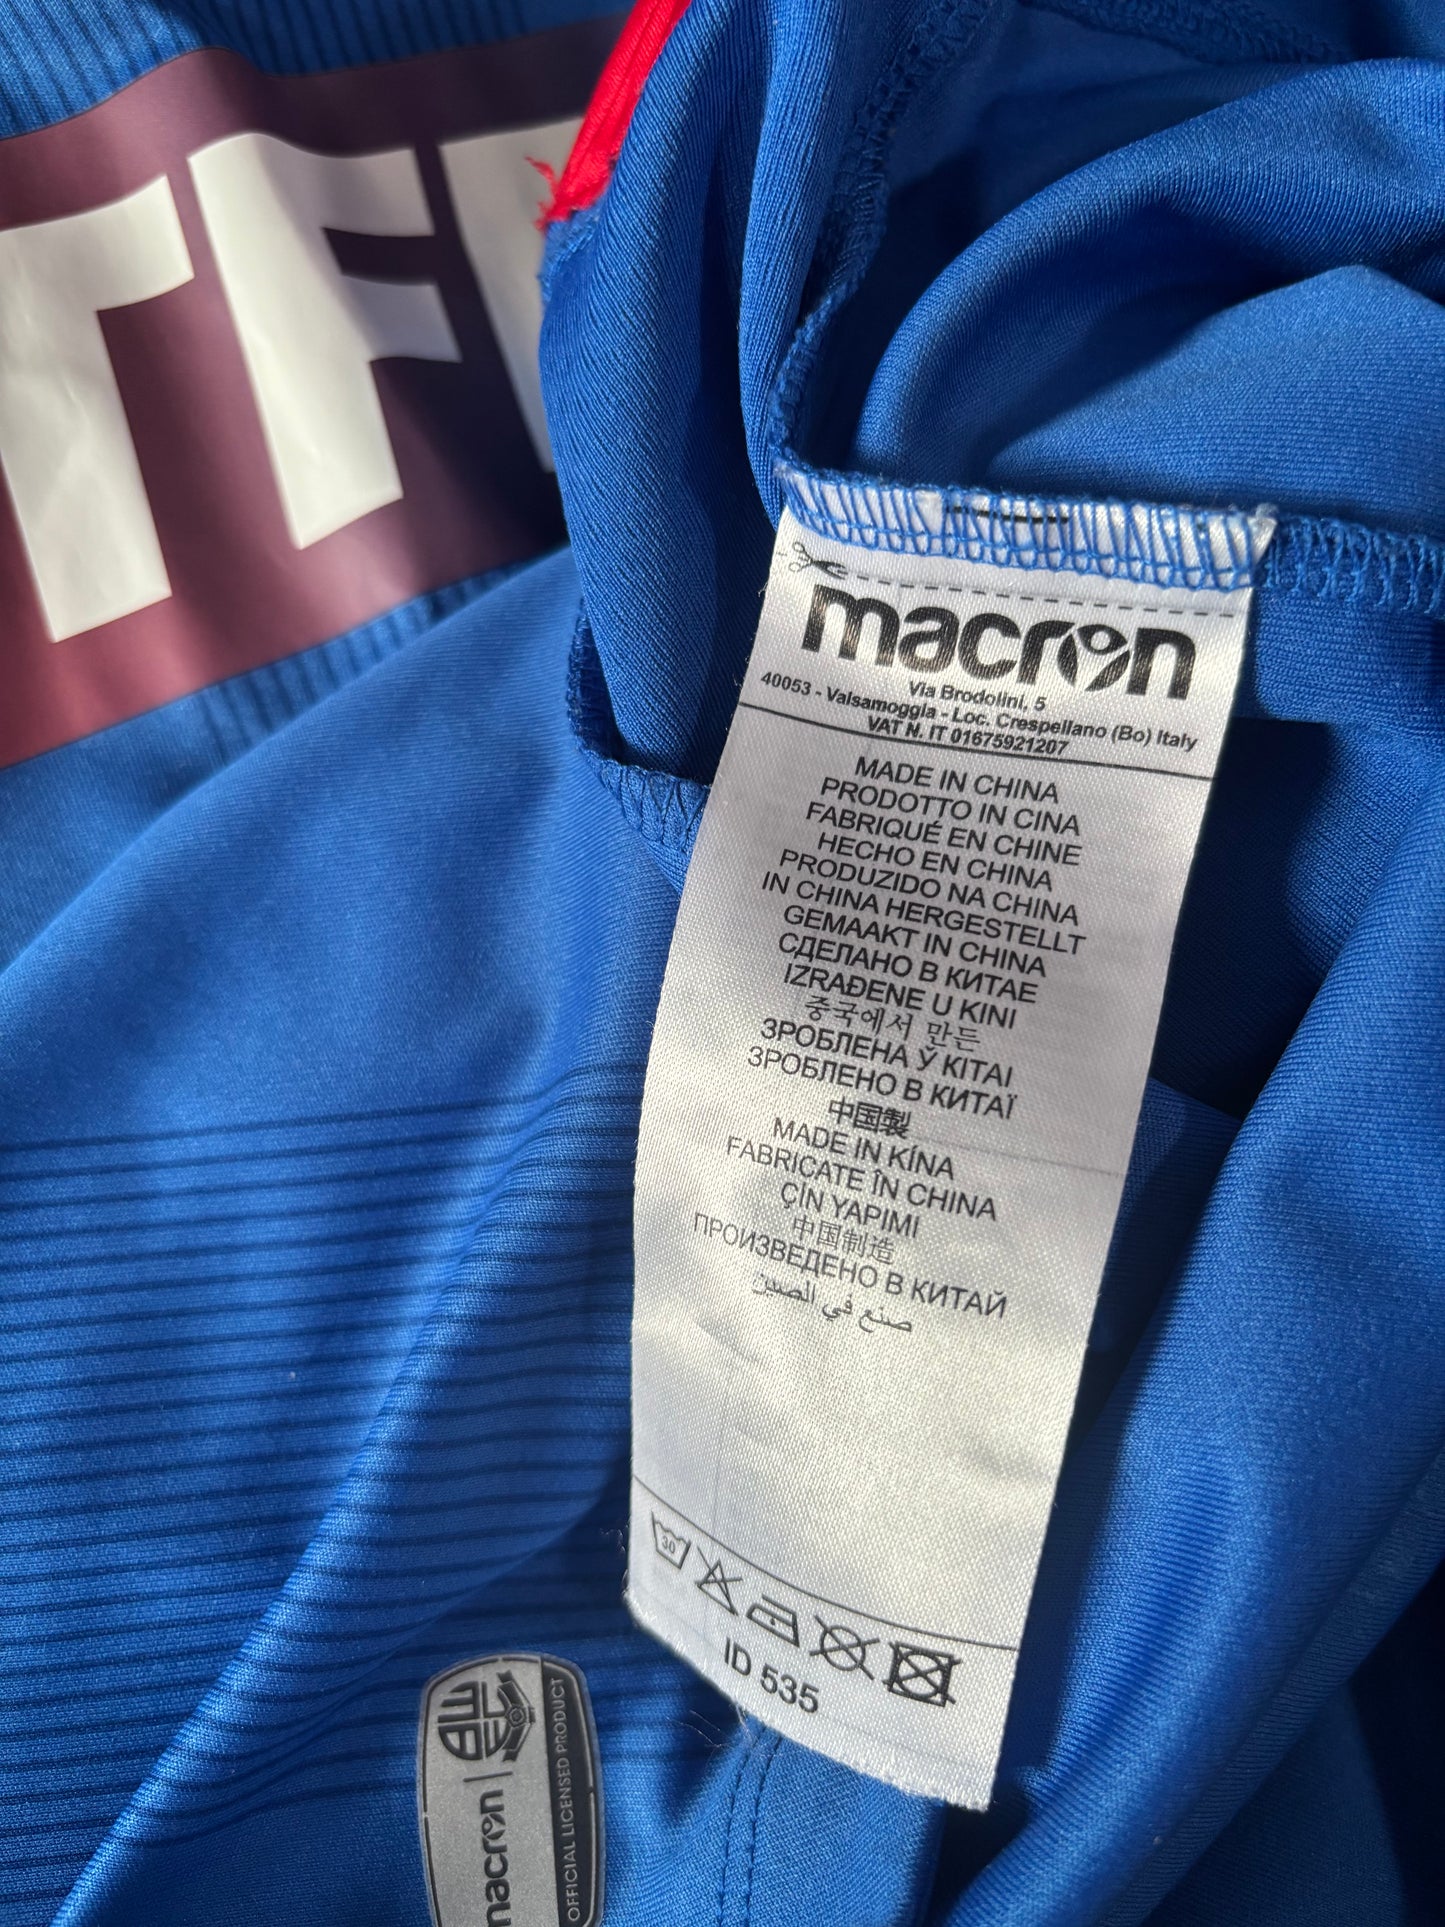 macron
Via Brodolini, 5
40053 - Valsamoggia - Loc. Crespellano (Bo) Italy
VAT N. IT 01675921207
MADE IN CHINA
PRODOTTO IN CINA
FABRIQUÉ EN CHINE
HECHO EN CHINA
PRODUZIDO NA CHINA
IN CHINA HERGESTELLT
GEMAAKT IN CHINA
СДЕЛАНО В КИТАЕ
IZRAĐENE U KINI
중국에서 만든
ЗРОБЛЕНА Ў КІТАІ
ЗРОБЛЕНО В КИТАЇ
中国製
MADE IN KÍNA
FABRICATE ÎN CHINA
ÇİN YAPIMI
中国制造
ПРОИЗВЕДЕНО В КИТАЙ
صنع في الصين
30
ID 535
macron
OFFICIAL LICENSED PRODUCT